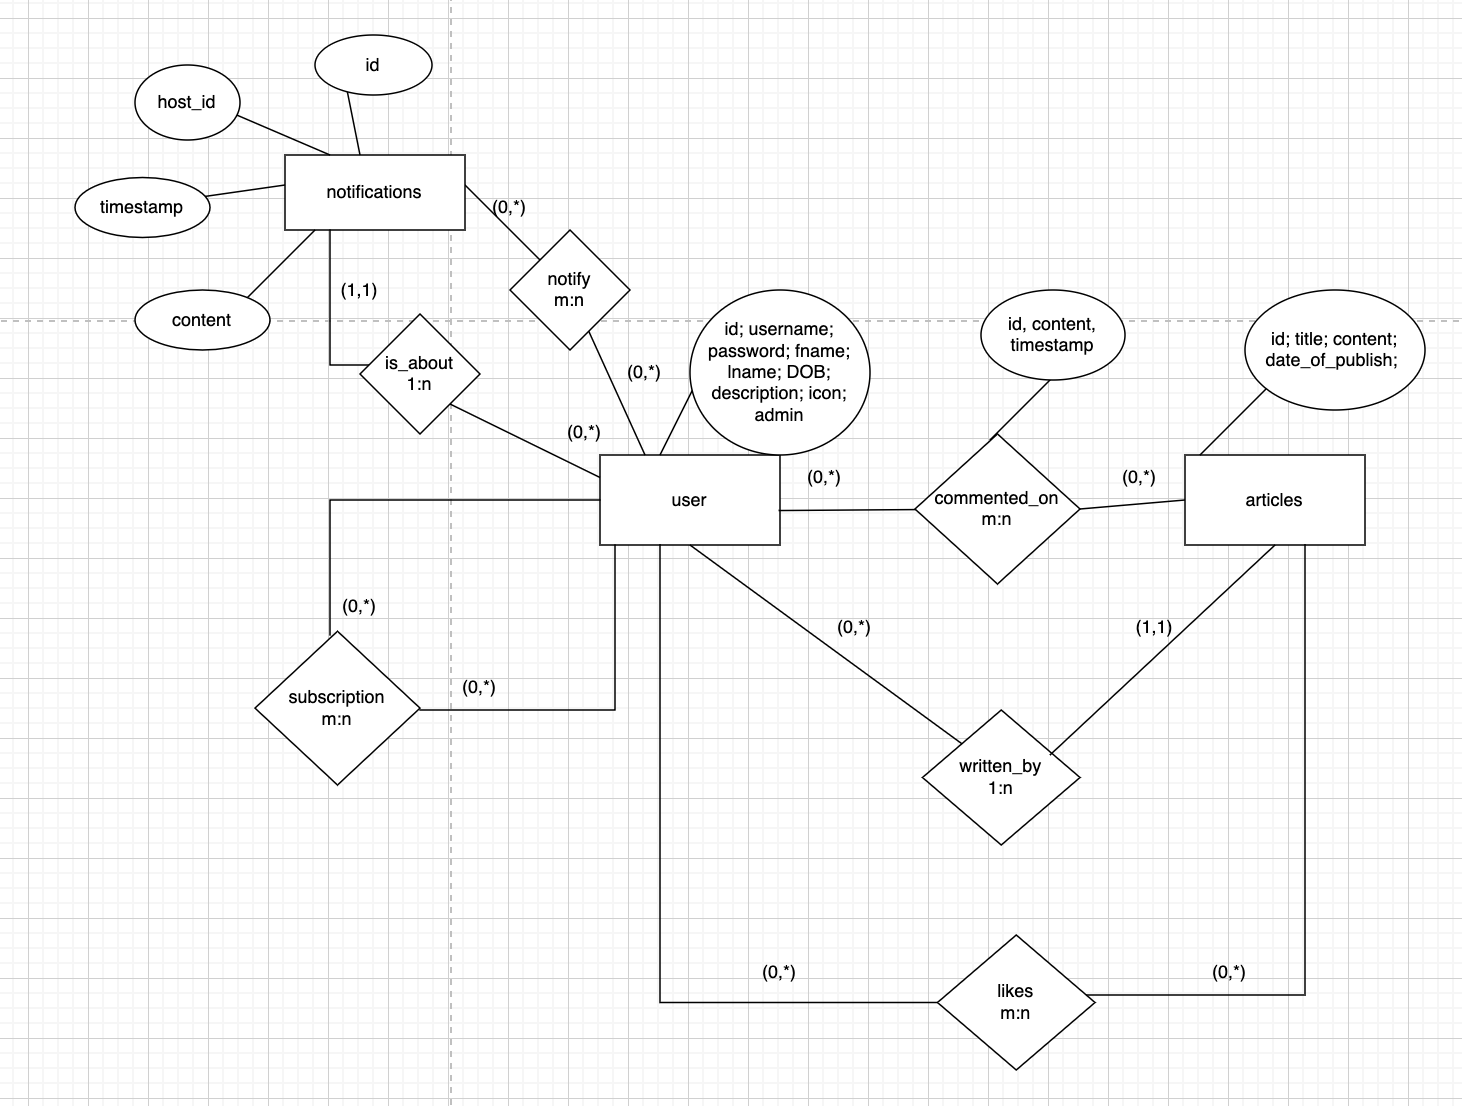 id
host_id
notifications
timestamp
(0,*)
notify
m:n
(1,1)
content
id; username;
password; fname;
lname; DOB;
description; icon;
admin
id, content,
timestamp
id; title; content;
date_of_publish;
is_about
1:n
(0,*)
(0,*)
user
(0,*)
commented_on
m:n
(0,*)
articles
(0,*)
subscription
m:n
(0,*)
(0,*)
(1,1)
written_by
1:n
(0,*)
likes
m:n
(0,*)